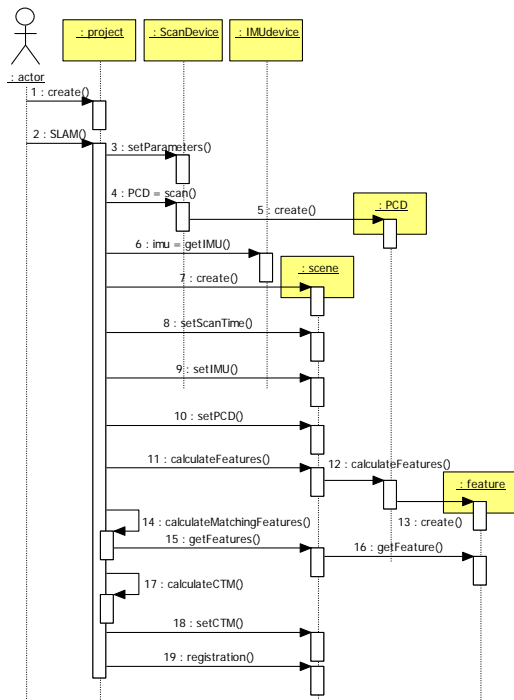 : project
: ScanDevice
: IMUdevice
: actor
1 : create()
2 : SLAM()
3 : setParameters()
4 : PCD = scan()
5 : create()
: PCD
6 : imu = getIMU()
: scene
7 : create()
8 : setScanTime()
9 : setIMU()
10 : setPCD()
11 : calculateFeatures()
12 : calculateFeatures()
: feature
13 : create()
14 : calculateMatchingFeatures()
15 : getFeatures()
16 : getFeature()
17 : calculateCTM()
18 : setCTM()
19 : registration()